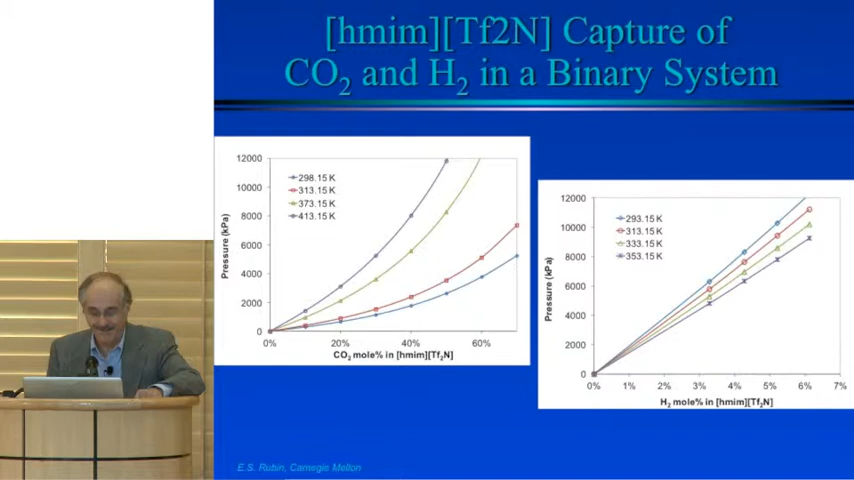 [hmim][Tf2N] Capture of
CO₂ and H₂ in a Binary System
12000
10000
8000
6000
4000
2000
0
Pressure (kPa)
298.15 K
313.15 K
373.15 K
413.15 K
0%
20%
40%
60%
CO₂ mole% in [hmim][Tf₂N]
12000
10000
8000
6000
4000
2000
0
Pressure (kPa)
293.15 K
313.15 K
333.15 K
353.15 K
0%
1%
2%
3%
4%
5%
6%
7%
H₂ mole% in [hmim][Tf₂N]
E.S. Rubin, Carnegie Mellon